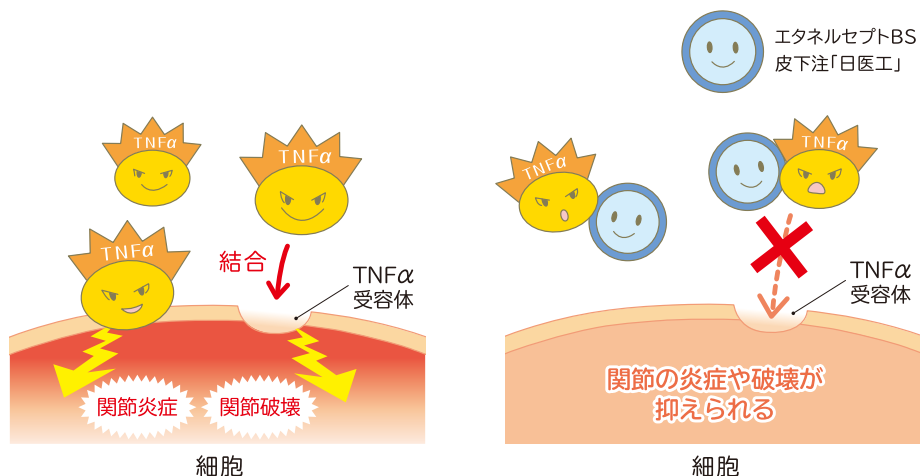 TNFα
TNFα
TNFα
結合
TNFα
受容体
関節炎症
関節破壊
細胞
エタネルセプトBS
皮下注「日医工」
TNFα
TNFα
TNFα
受容体
関節の炎症や破壊が
抑えられる
細胞